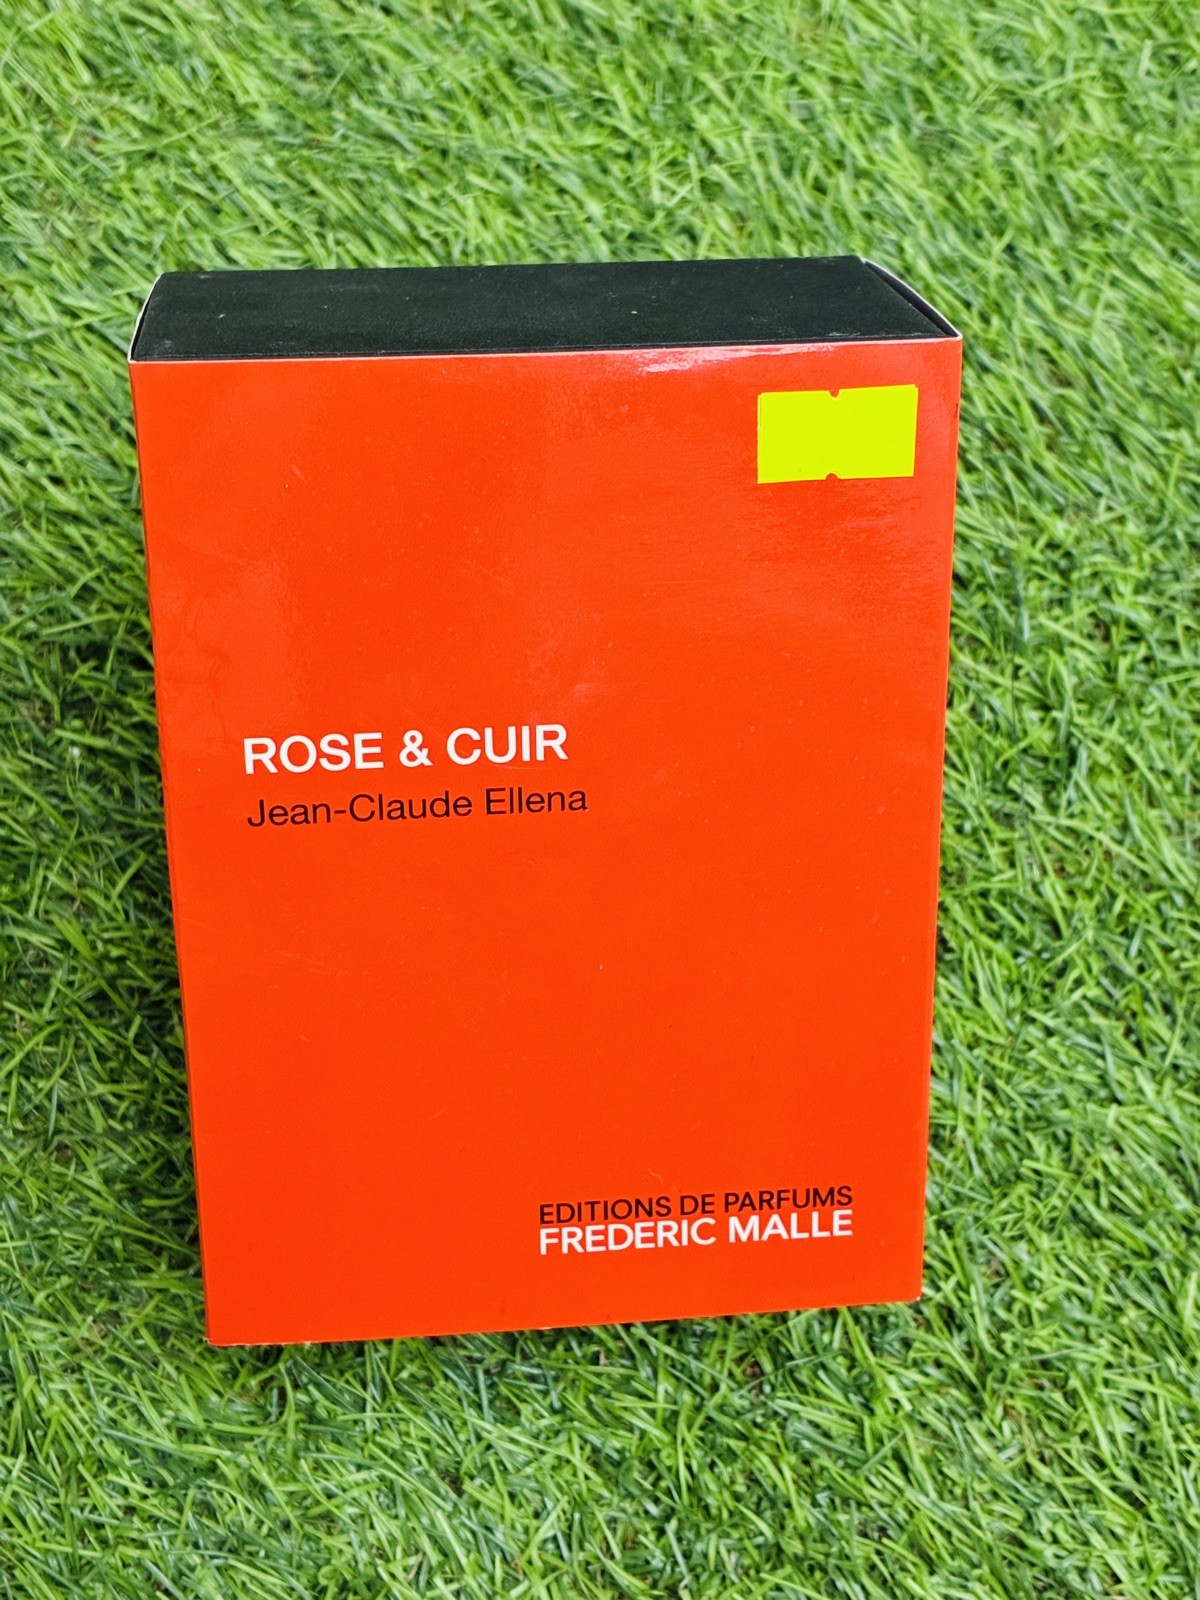 ROSE & CUIR
Jean-Claude Ellena
EDITIONS DE PARFUMS
FREDERIC MALLE